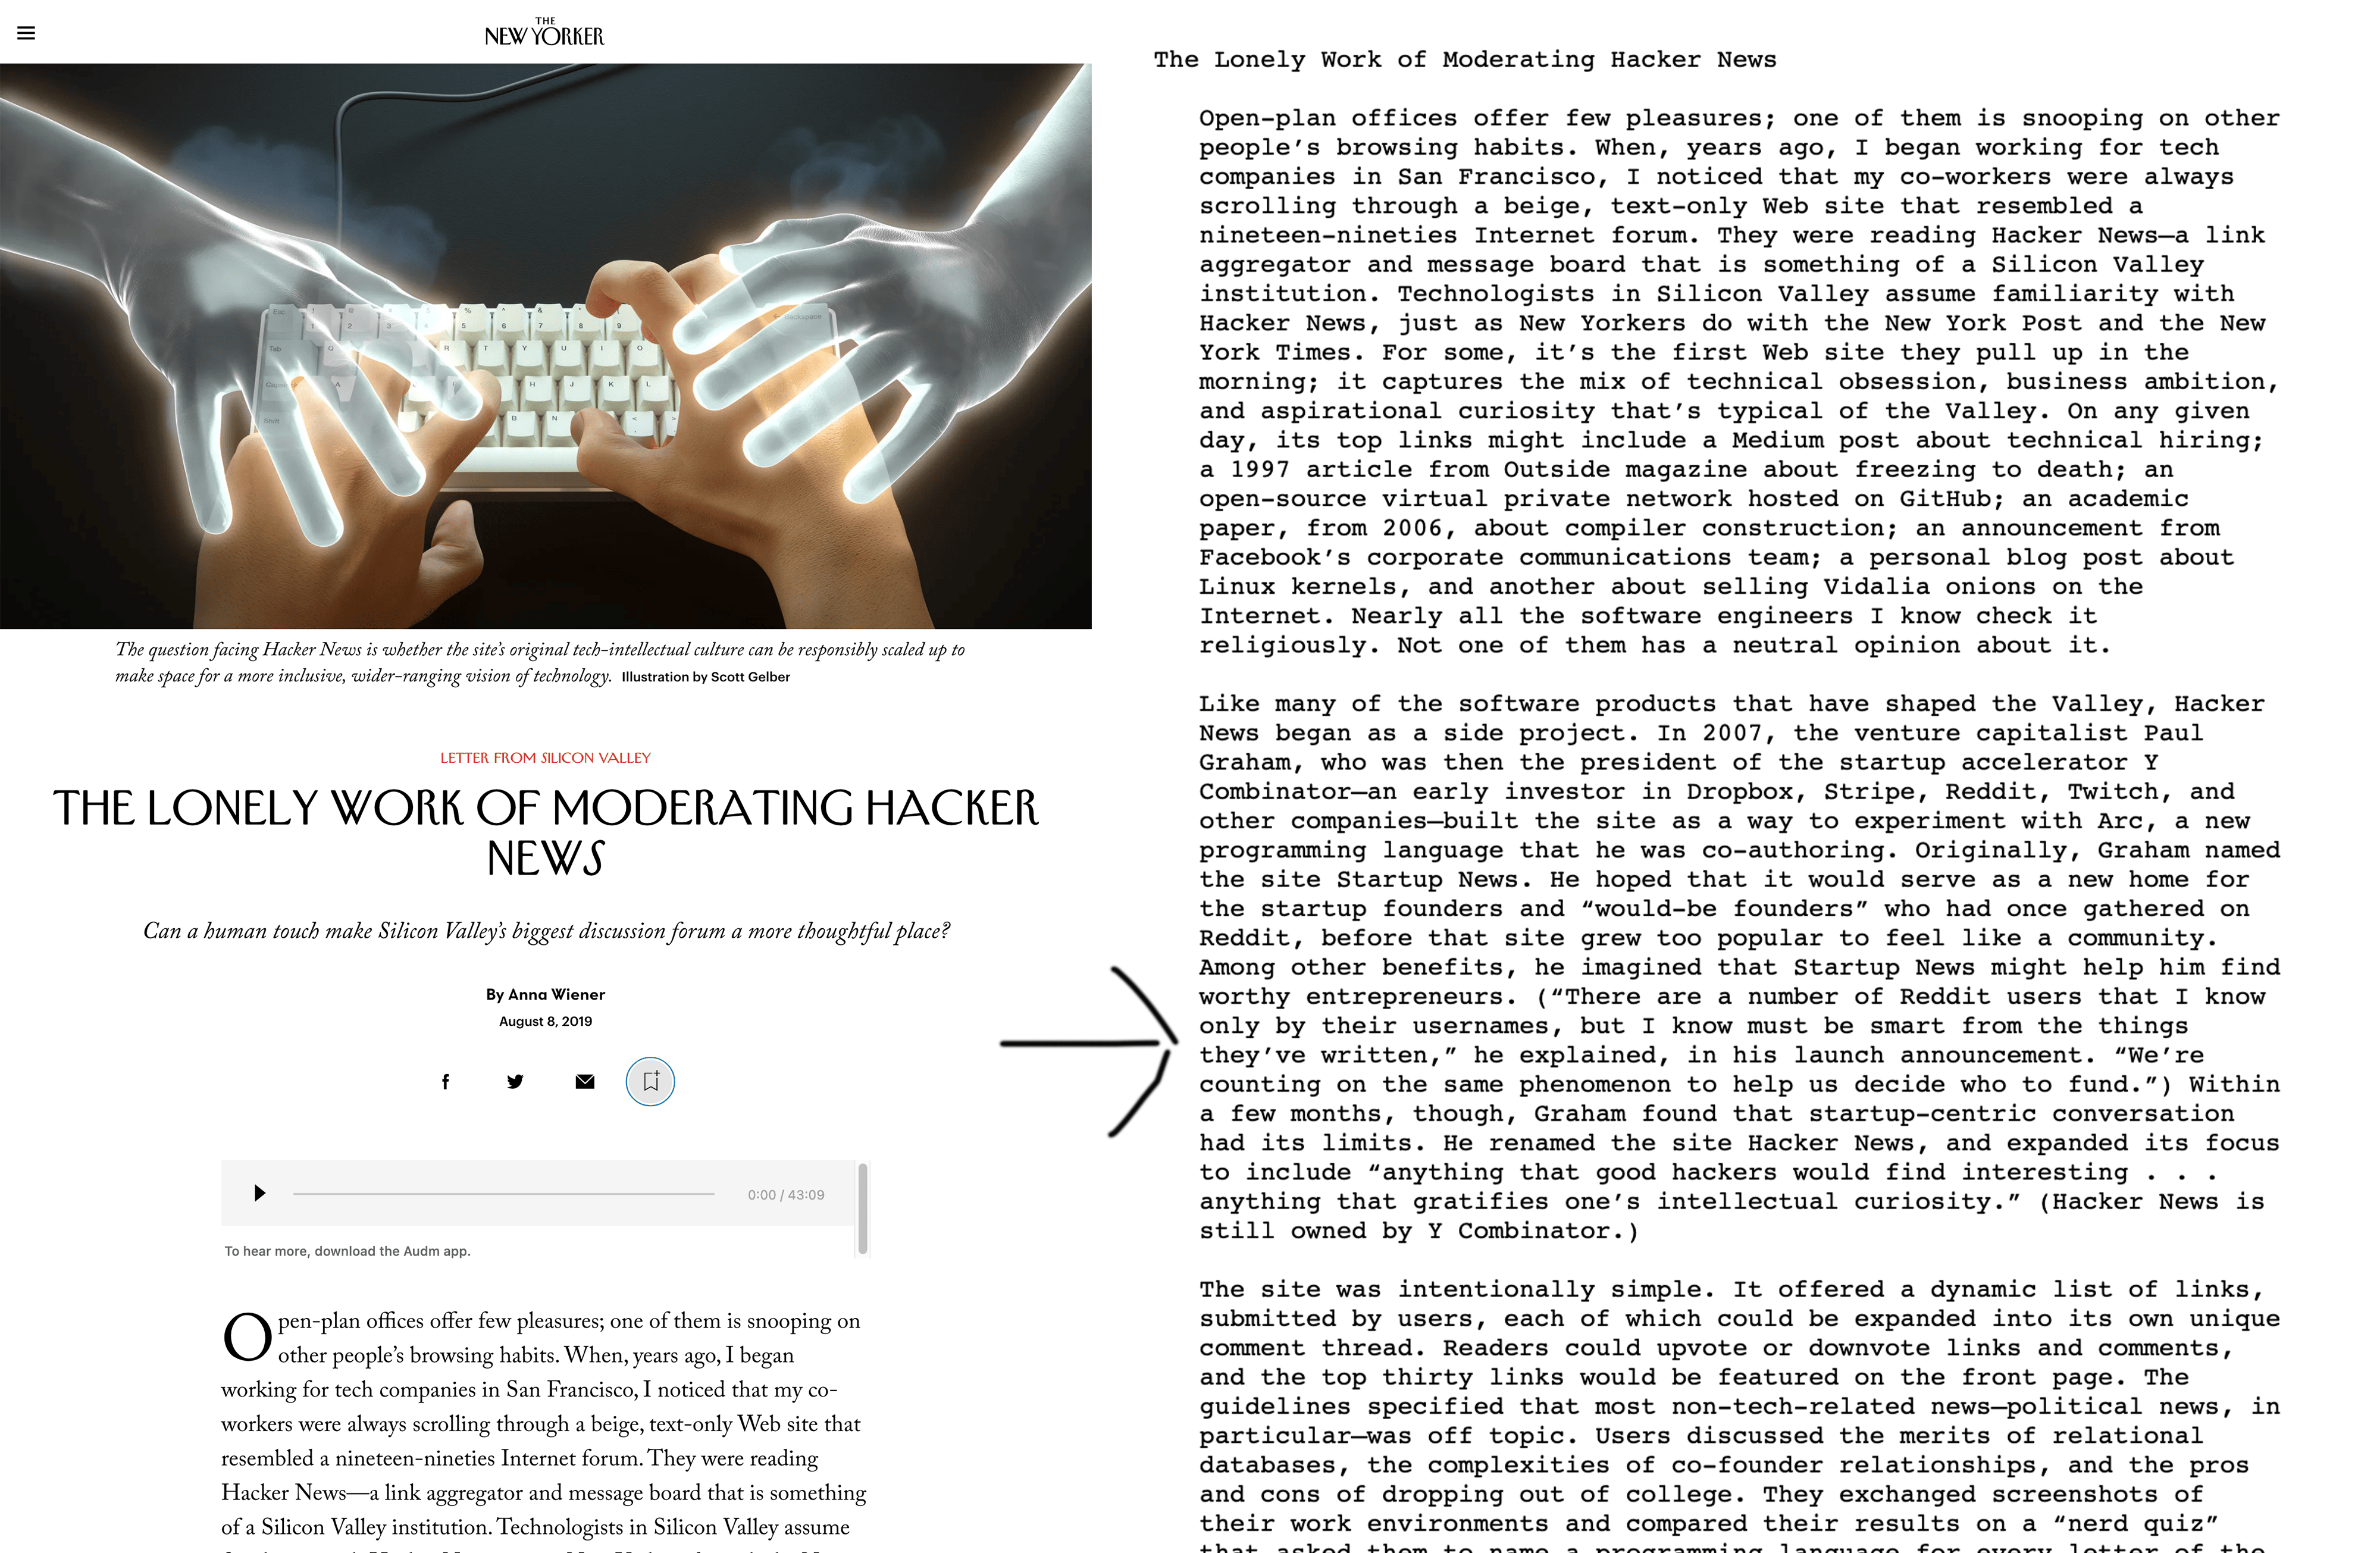 THE
NEW YORKER
Esc
!
1
@
2
#
3
$
4
%
5
^
6
&
7
*
8
(
9
← Backspace
Tab
Q
R
T
Y
U
I
O
A
H
J
K
L
Shift
B
N
<
>
The question facing Hacker News is whether the site’s original tech-intellectual culture can be responsibly scaled up to
make space for a more inclusive, wider-ranging vision of technology. Illustration by Scott Gelber
LETTER FROM SILICON VALLEY
THE LONELY WORK OF MODERATING HACKER
NEWS
Can a human touch make Silicon Valley’s biggest discussion forum a more thoughtful place?
By Anna Wiener
August 8, 2019
0:00 / 43:09
To hear more, download the Audm app.
Open-plan offices offer few pleasures; one of them is snooping on
other people’s browsing habits. When, years ago, I began
working for tech companies in San Francisco, I noticed that my co-
workers were always scrolling through a beige, text-only Web site that
resembled a nineteen-nineties Internet forum. They were reading
Hacker News—a link aggregator and message board that is something
of a Silicon Valley institution. Technologists in Silicon Valley assume
The Lonely Work of Moderating Hacker News
Open-plan offices offer few pleasures; one of them is snooping on other
people’s browsing habits. When, years ago, I began working for tech
companies in San Francisco, I noticed that my co-workers were always
scrolling through a beige, text-only Web site that resembled a
nineteen-nineties Internet forum. They were reading Hacker News—a link
aggregator and message board that is something of a Silicon Valley
institution. Technologists in Silicon Valley assume familiarity with
Hacker News, just as New Yorkers do with the New York Post and the New
York Times. For some, it’s the first Web site they pull up in the
morning; it captures the mix of technical obsession, business ambition,
and aspirational curiosity that’s typical of the Valley. On any given
day, its top links might include a Medium post about technical hiring;
a 1997 article from Outside magazine about freezing to death; an
open-source virtual private network hosted on GitHub; an academic
paper, from 2006, about compiler construction; an announcement from
Facebook’s corporate communications team; a personal blog post about
Linux kernels, and another about selling Vidalia onions on the
Internet. Nearly all the software engineers I know check it
religiously. Not one of them has a neutral opinion about it.
Like many of the software products that have shaped the Valley, Hacker
News began as a side project. In 2007, the venture capitalist Paul
Graham, who was then the president of the startup accelerator Y
Combinator—an early investor in Dropbox, Stripe, Reddit, Twitch, and
other companies—built the site as a way to experiment with Arc, a new
programming language that he was co-authoring. Originally, Graham named
the site Startup News. He hoped that it would serve as a new home for
the startup founders and “would-be founders” who had once gathered on
Reddit, before that site grew too popular to feel like a community.
Among other benefits, he imagined that Startup News might help him find
worthy entrepreneurs. (“There are a number of Reddit users that I know
only by their usernames, but I know must be smart from the things
they’ve written,” he explained, in his launch announcement. “We’re
counting on the same phenomenon to help us decide who to fund.”) Within
a few months, though, Graham found that startup-centric conversation
had its limits. He renamed the site Hacker News, and expanded its focus
to include “anything that good hackers would find interesting . . .
anything that gratifies one’s intellectual curiosity.” (Hacker News is
still owned by Y Combinator.)
The site was intentionally simple. It offered a dynamic list of links,
submitted by users, each of which could be expanded into its own unique
comment thread. Readers could upvote or downvote links and comments,
and the top thirty links would be featured on the front page. The
guidelines specified that most non-tech-related news—political news, in
particular—was off topic. Users discussed the merits of relational
databases, the complexities of co-founder relationships, and the pros
and cons of dropping out of college. They exchanged screenshots of
their work environments and compared their results on a “nerd quiz”
that asked them to name a programming language for every letter of the